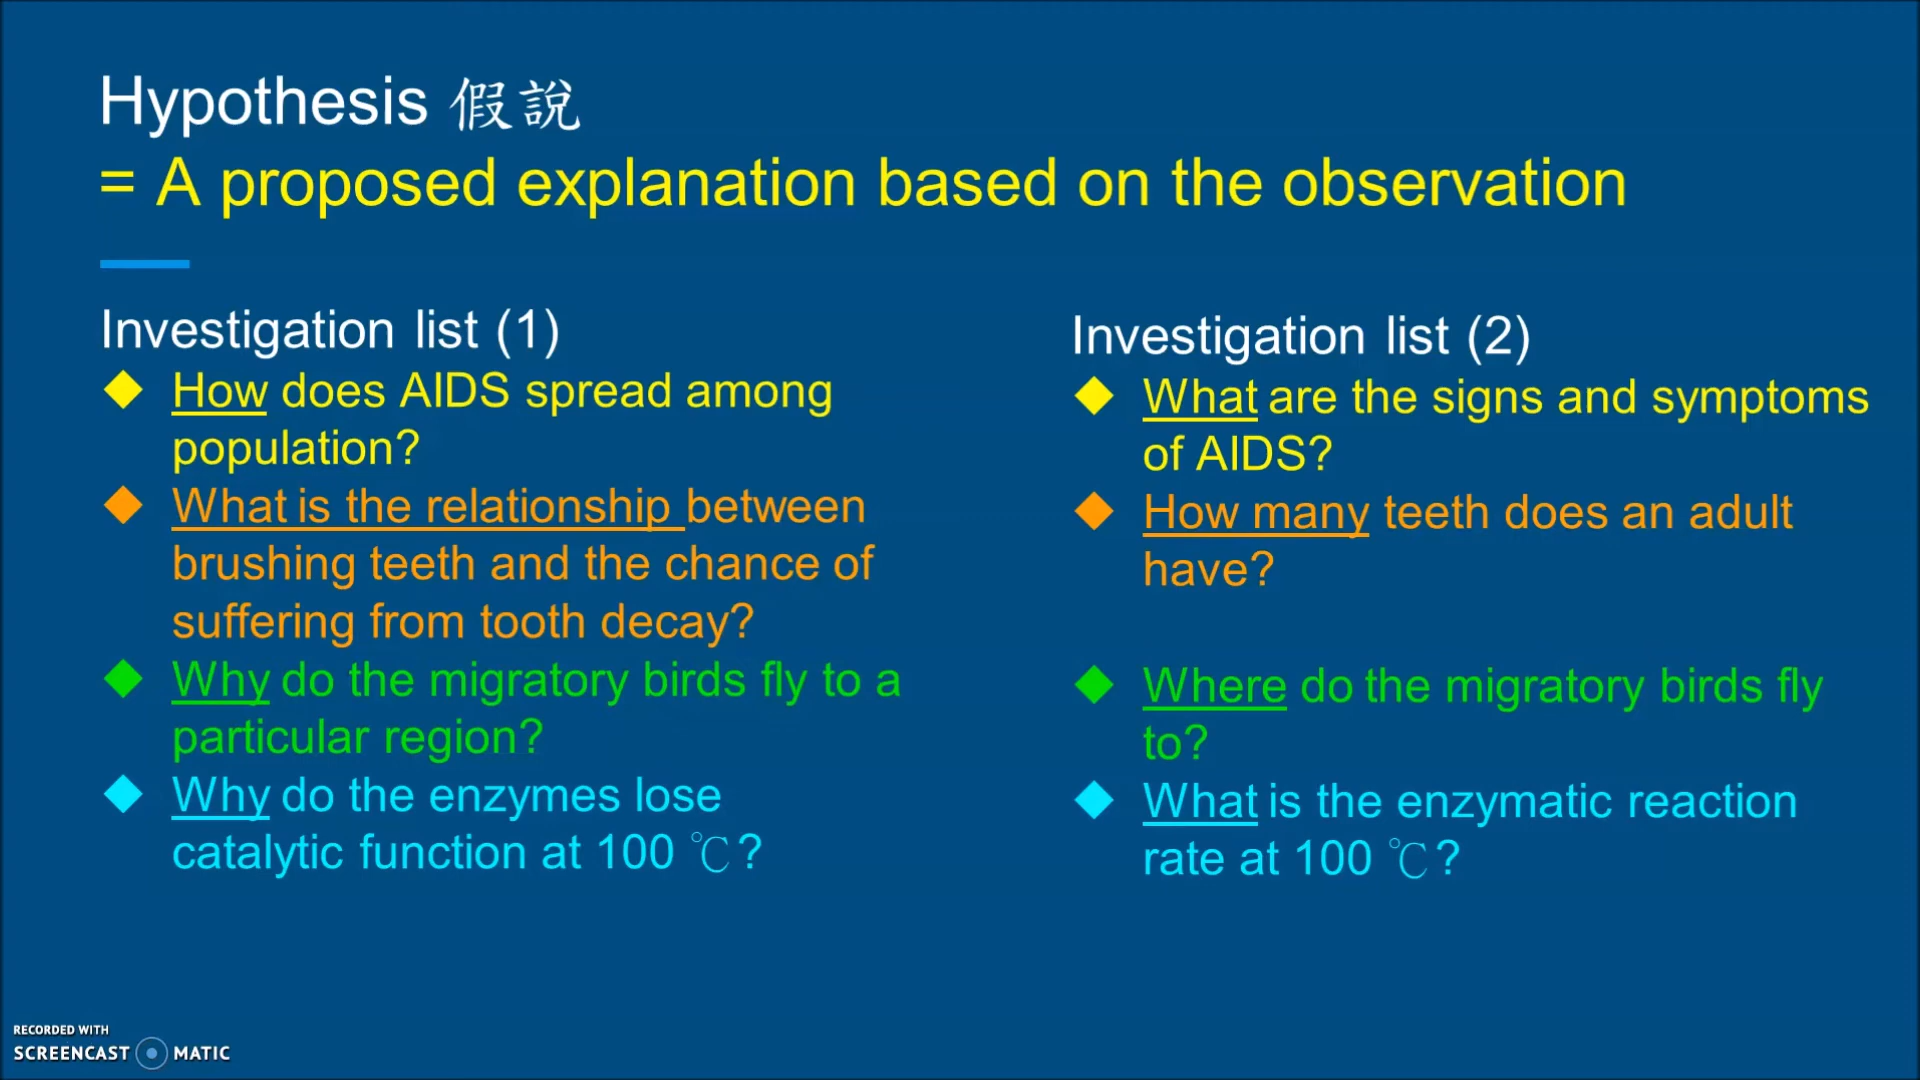 Hypothesis 假說
= A proposed explanation based on the observation
Investigation list (1)
How does AIDS spread among
population?
What is the relationship between
brushing teeth and the chance of
suffering from tooth decay?
Why do the migratory birds fly to a
particular region?
Why do the enzymes lose
catalytic function at 100 ℃?
Investigation list (2)
What are the signs and symptoms
of AIDS?
How many teeth does an adult
have?
Where do the migratory birds fly
to?
What is the enzymatic reaction
rate at 100 ℃?
RECORDED WITH
SCREENCAST MATIC